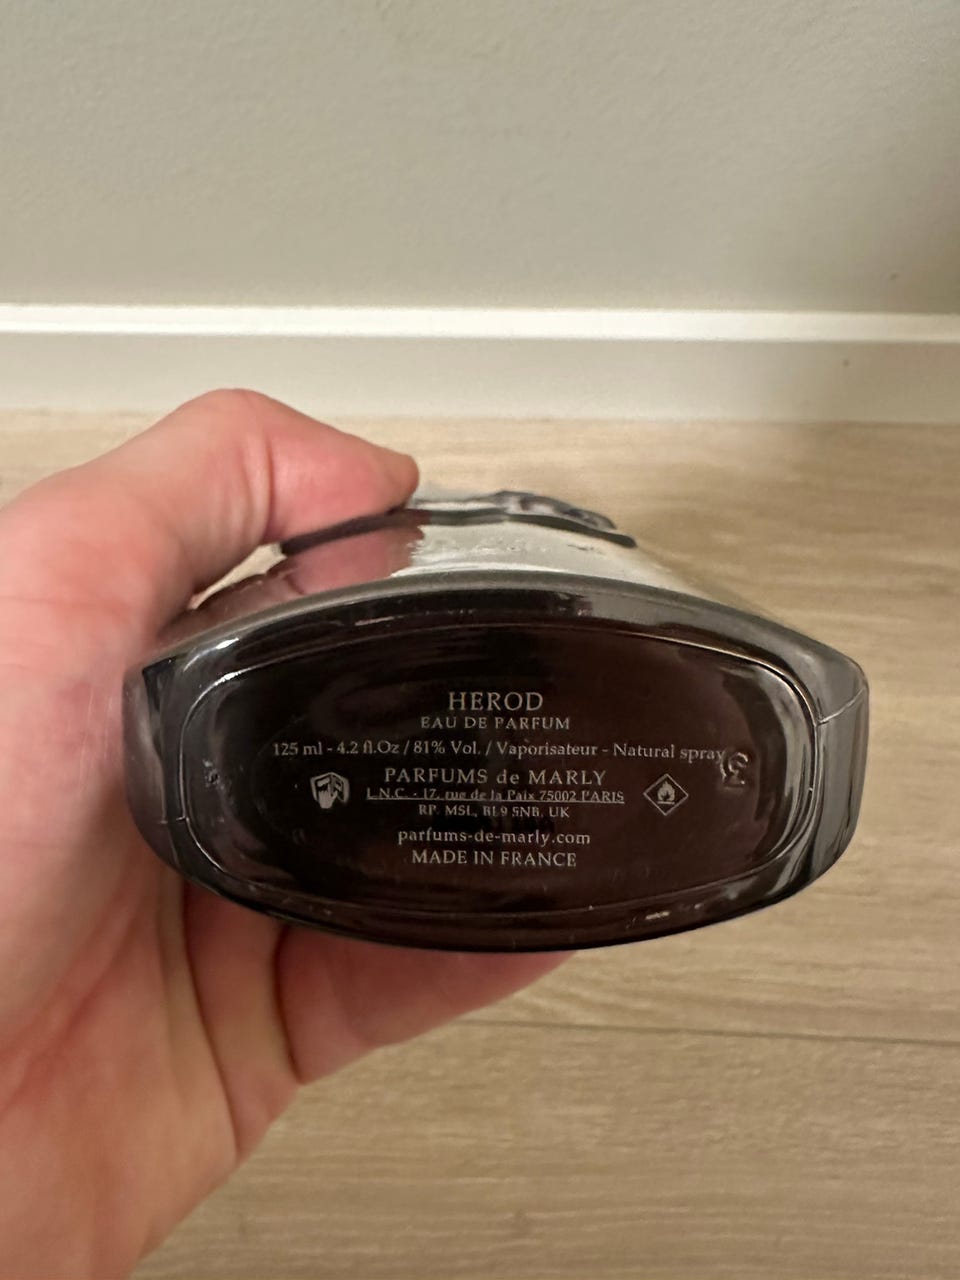 HEROD
EAU DE PARFUM
125 ml - 4.2 fl.Oz / 81% Vol. / Vaporisateur - Natural spray
PARFUMS de MARLY
L.N.C. - 17, rue de la Paix 75002 PARIS
RP. MSL, BL9 5NB, UK
parfums-de-marly.com
MADE IN FRANCE